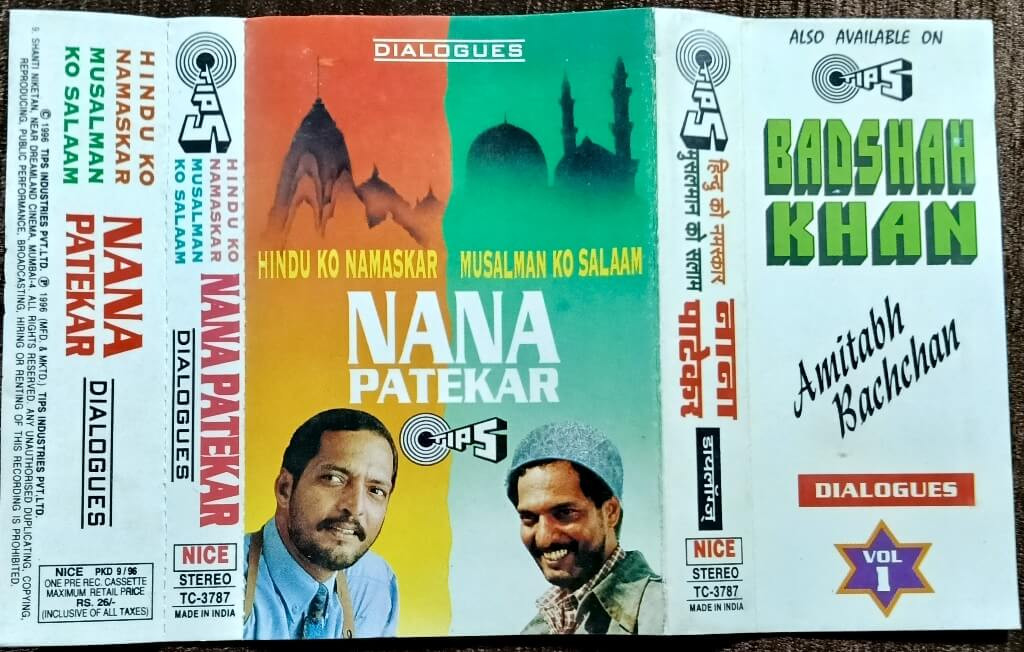 HINDU KO
NAMASKAR
MUSALMAN
KO SALAAM
NANA
PATEKAR
DIALOGUES
© 1996 TIPS INDUSTRIES PVT. LTD. ℗ 1996 (MFD. & MKTD.) TIPS INDUSTRIES PVT. LTD.
9, SHANTI NIKETAN, NEAR DREAMLAND CINEMA, MUMBAI-4. ALL RIGHTS RESERVED. ANY UNAUTHORISED DUPLICATING, COPYING,
REPRODUCING, PUBLIC PERFORMANCE, BROADCASTING, HIRING OR RENTING OF THIS RECORDING IS PROHIBITED.
NICE PKD 9/96
ONE PRE REC. CASSETTE
MAXIMUM RETAIL PRICE
RS. 26/-
(INCLUSIVE OF ALL TAXES)
TIPS
HINDU KO
NAMASKAR
MUSALMAN
KO SALAAM
NANA PATEKAR
DIALOGUES
NICE
STEREO
TC-3787
MADE IN INDIA
DIALOGUES
HINDU KO NAMASKAR
MUSALMAN KO SALAAM
NANA
PATEKAR
TIPS
TIPS
हिन्दु को नमस्कार
मुसलमान को सलाम
नाना
पाटेकर
डायलॉग्ज़
NICE
STEREO
TC-3787
MADE IN INDIA
ALSO AVAILABLE ON
TIPS
BADSHAH
KHAN
Amitabh
Bachchan
DIALOGUES
VOL
1